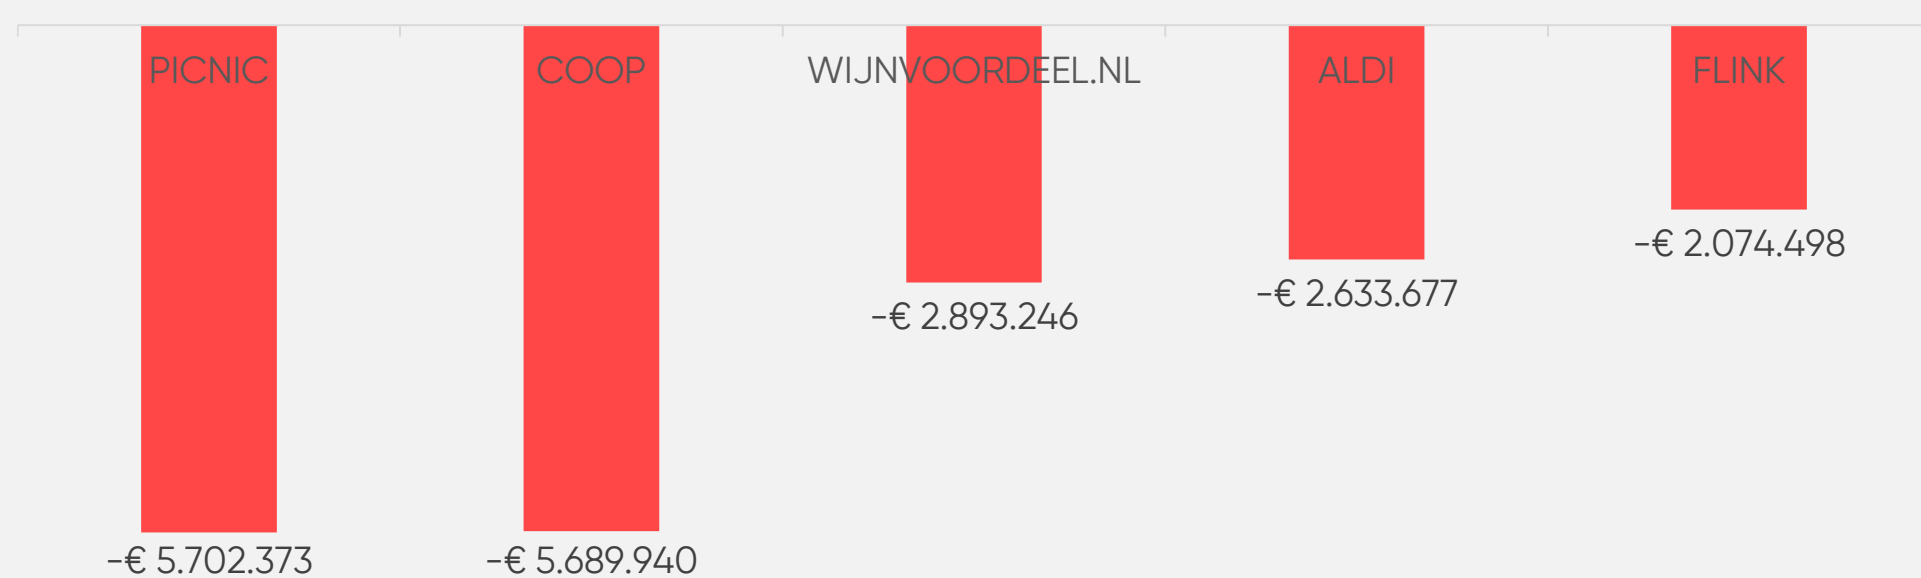 PICNIC
COOP
WIJNVOORDEEL.NL
ALDI
FLINK
-€ 2.074.498
-€ 2.633.677
-€ 2.893.246
-€ 5.702.373
-€ 5.689.940